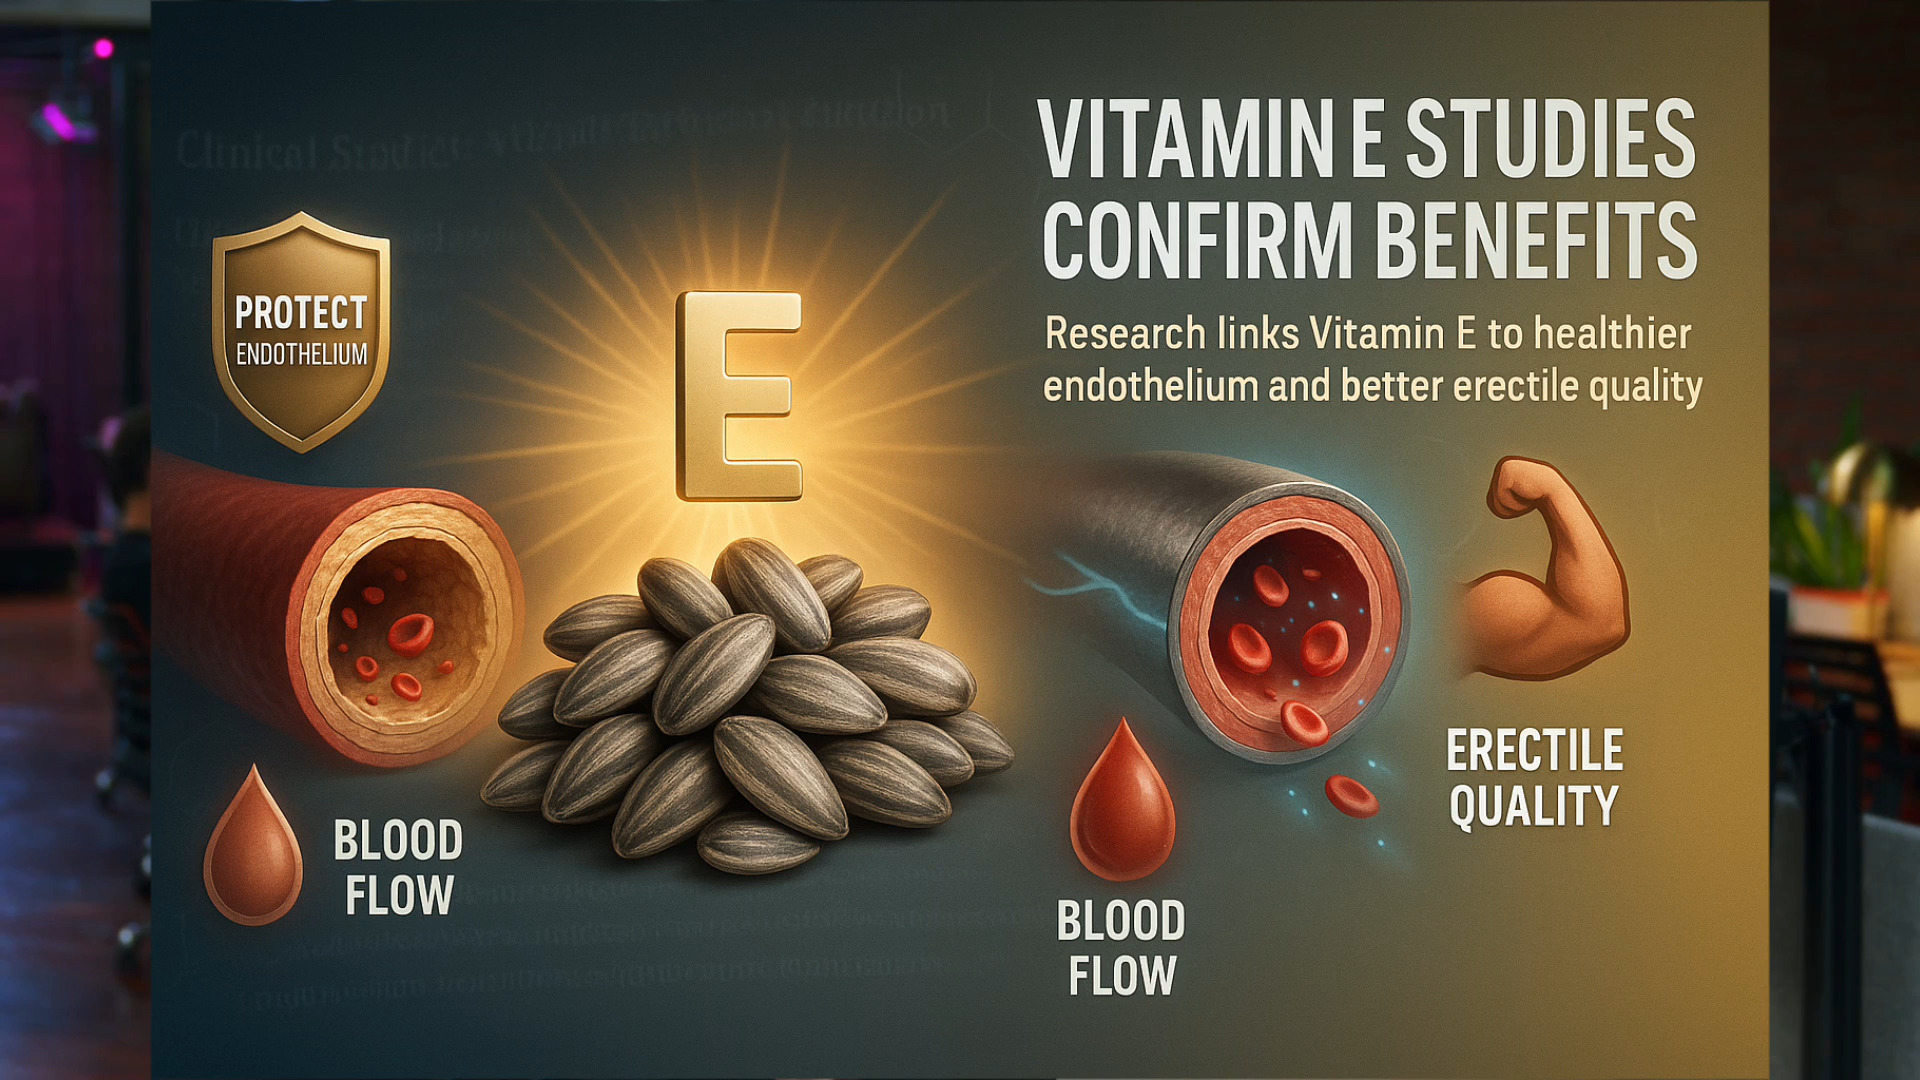 VITAMIN E STUDIES
CONFIRM BENEFITS
Research links Vitamin E to healthier
endothelium and better erectile quality
PROTECT
ENDOTHELIUM
E
BLOOD
FLOW
BLOOD
FLOW
ERECTILE
QUALITY
Clinical